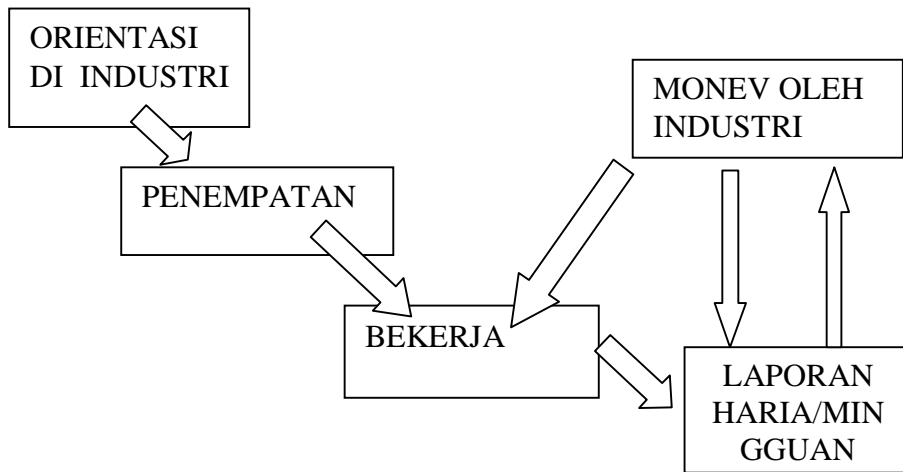 ORIENTASI
DI INDUSTRI
MONEV OLEH
INDUSTRI
PENEMPATAN
BEKERJA
LAPORAN
HARIA/MIN
GGUAN